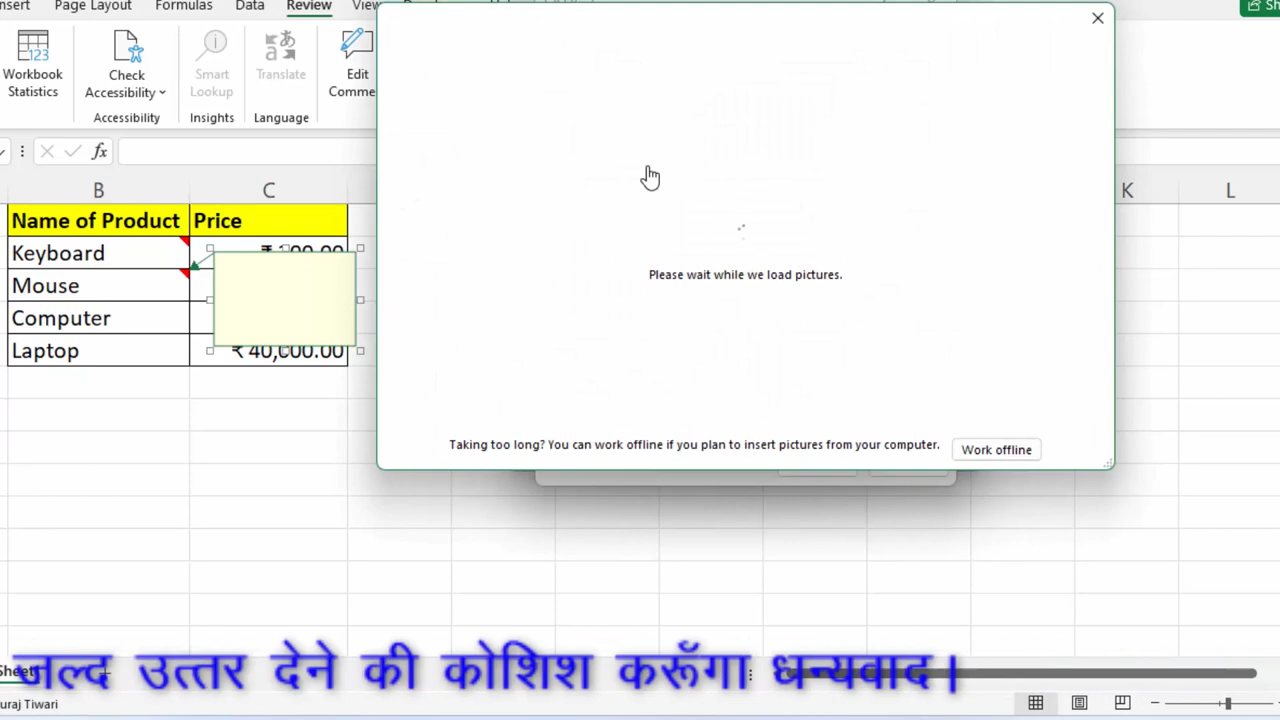 Page Layout
Formulas
Data
Review
Workbook
Statistics
Check
Accessibility
Smart
Lookup
Translate
Edit
Accessibility
Insights
Language
fx
B
C
K
L
Name of Product
Price
Keyboard
Mouse
Computer
Laptop
₹ 40,000.00
Please wait while we load pictures.
Taking too long? You can work offline if you plan to insert pictures from your computer.
Work offline
जल्द उत्तर देने की कोशिश करूँगा धन्यवाद।
Tiwari